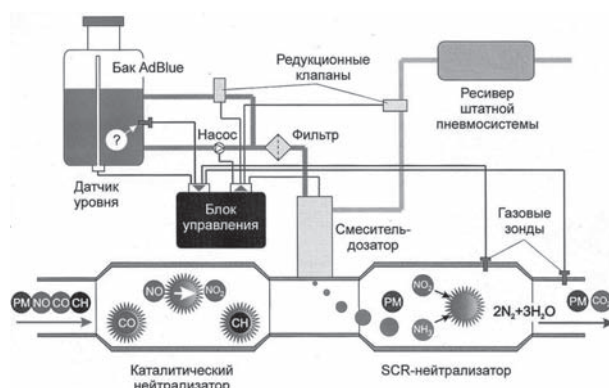 Бак AdBlue
?
Датчик
уровня
Насос
Блок
управления
Редукционные
клапаны
Фильтр
Смеситель-
дозатор
Ресивер
штатной
пневмосистемы
Газовые
зонды
PM NO CO CH
NO NO₂
CO
CH
PM
NO₂
NH₃
2N₂+3H₂O
PM CO₂
Каталитический
нейтрализатор
SCR-нейтрализатор